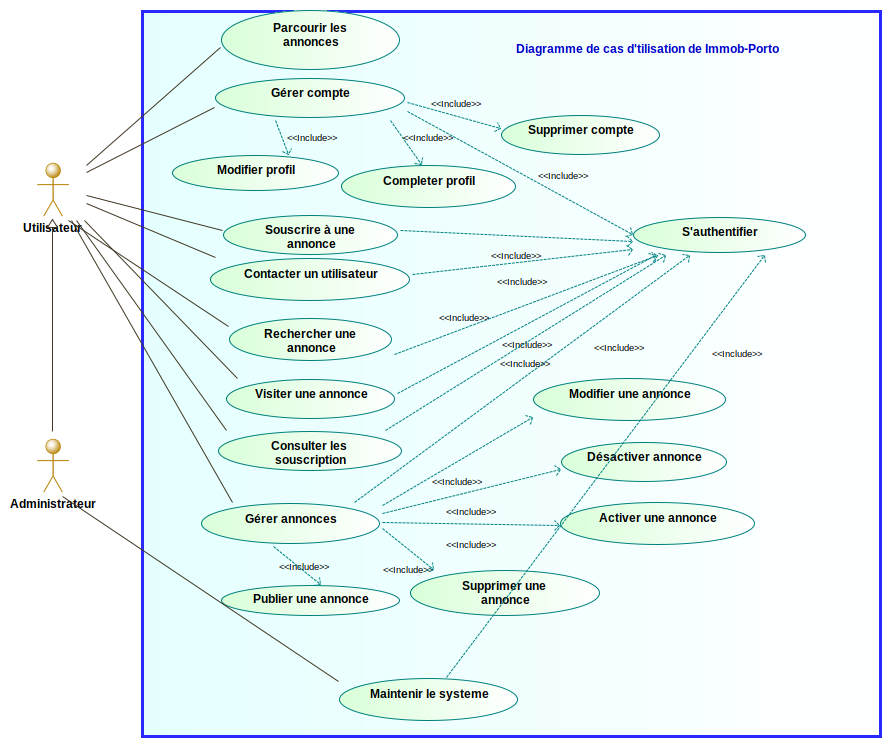 Parcourir les
annonces
Diagramme de cas d'tilisation de Immob-Porto
Gérer compte
<<Include>>
Supprimer compte
<<Include>>
<<Include>>
Modifier profil
Completer profil
<<Include>>
Utilisateur
Souscrire à une
annonce
S'authentifier
<<Include>>
Contacter un utilisateur
<<Include>>
<<Include>>
Rechercher une
annonce
<<Include>>
<<Include>>
<<Include>>
<<Include>>
Visiter une annonce
Modifier une annonce
Consulter les
souscription
Désactiver annonce
<<Include>>
Administrateur
Gérer annonces
<<Include>>
Activer une annonce
<<Include>>
<<Include>>
<<Include>>
Publier une annonce
Supprimer une
annonce
Maintenir le systeme